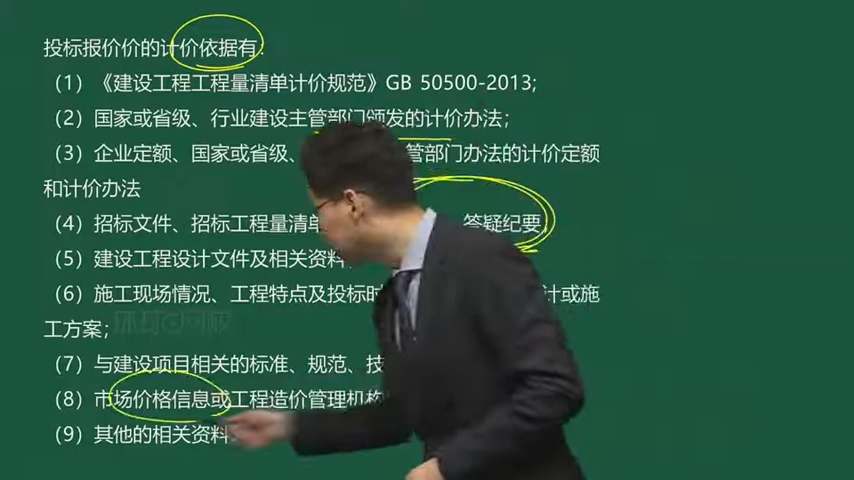 投标报价价的计价依据有：
（1）《建设工程工程量清单计价规范》GB 50500-2013;
（2）国家或省级、行业建设主管部门颁发的计价办法；
（3）企业定额、国家或省级、 管部门办法的计价定额
和计价办法
（4）招标文件、招标工程量清单 答疑纪要；
（5）建设工程设计文件及相关资料；
（6）施工现场情况、工程特点及投标时 计或施
工方案；
（7）与建设项目相关的标准、规范、技
（8）市场价格信息或工程造价管理机构
（9）其他的相关资料